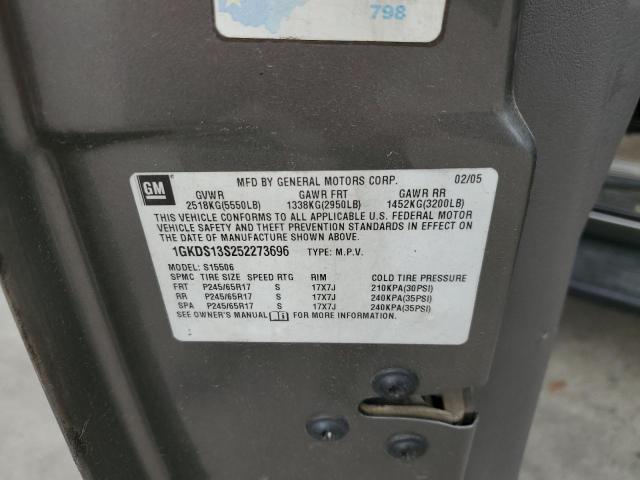 798
GM
MFD BY GENERAL MOTORS CORP. 02/05
GVWR GAWR FRT GAWR RR
2518KG(5550LB) 1338KG(2950LB) 1452KG(3200LB)
THIS VEHICLE CONFORMS TO ALL APPLICABLE U.S. FEDERAL MOTOR
VEHICLE SAFETY AND THEFT PREVENTION STANDARDS IN EFFECT ON
THE DATE OF MANUFACTURE SHOWN ABOVE.
1GKDS13S252273696 TYPE: M.P.V.
MODEL: S15506
SPMC TIRE SIZE SPEED RTG RIM COLD TIRE PRESSURE
FRT P245/65R17 S 17X7J 210KPA(30PSI)
RR P245/65R17 S 17X7J 240KPA(35PSI)
SPA P245/65R17 S 17X7J 240KPA(35PSI)
SEE OWNER'S MANUAL FOR MORE INFORMATION.